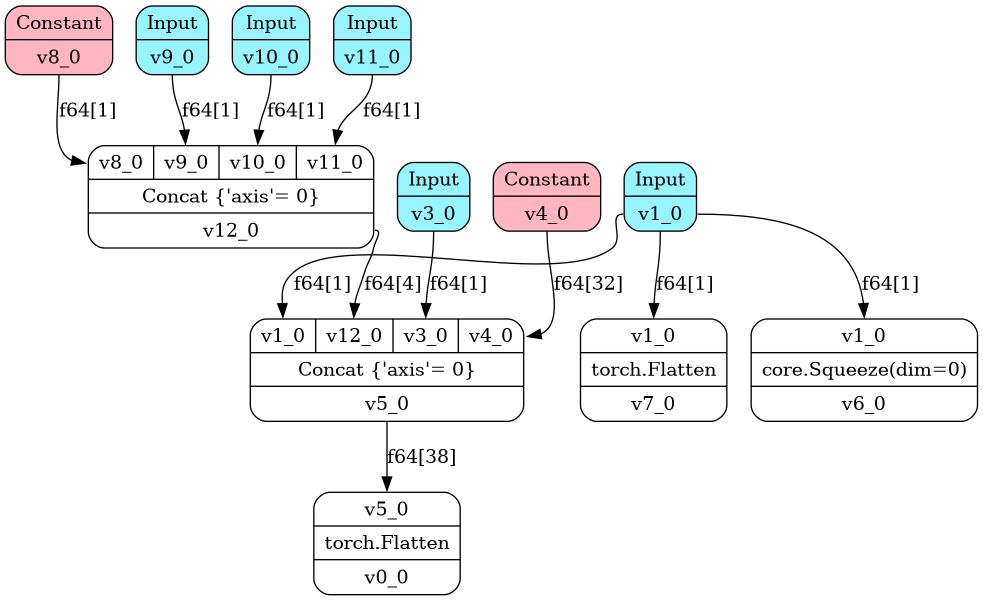 Constant
v8_0
Input
v9_0
Input
v10_0
Input
v11_0
f64[1]
f64[1]
f64[1]
f64[1]
v8_0 v9_0 v10_0 v11_0
Concat {'axis'= 0}
v12_0
Input
v3_0
Constant
v4_0
Input
v1_0
f64[1]
f64[4]
f64[1]
f64[32]
f64[1]
f64[1]
v1_0 v12_0 v3_0 v4_0
Concat {'axis'= 0}
v5_0
v1_0
torch.Flatten
v7_0
v1_0
core.Squeeze(dim=0)
v6_0
f64[38]
v5_0
torch.Flatten
v0_0